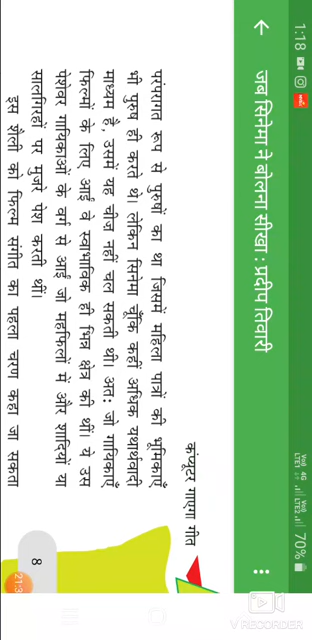 1:18
Vo)) 4G
LTE1
Vo))
LTE2
70%
जब सिनेमा ने बोलना सीखा : प्रदीप तिवारी
कंप्यूटर गाएगा गीत
परंपरागत रूप से पुरुषों का था जिसमें महिला पात्रों की भूमिकाएँ
भी पुरुष ही करते थे। लेकिन सिनेमा चूँकि कहीं अधिक यथार्थवादी
माध्यम है, उसमें यह चीज नहीं चल सकती थी। अत: जो गायिकाएँ
फिल्मों के लिए आईं वे स्वाभाविक ही भिन्न क्षेत्र की थीं। ये उस
पेशेवर गायिकाओं के वर्ग से आईं जो महफिलों में और शादियों या
सालगिरहों पर मुजरे पेश करती थीं।
इस शैली को फिल्म संगीत का पहला चरण कहा जा सकता
8
V RECORDER